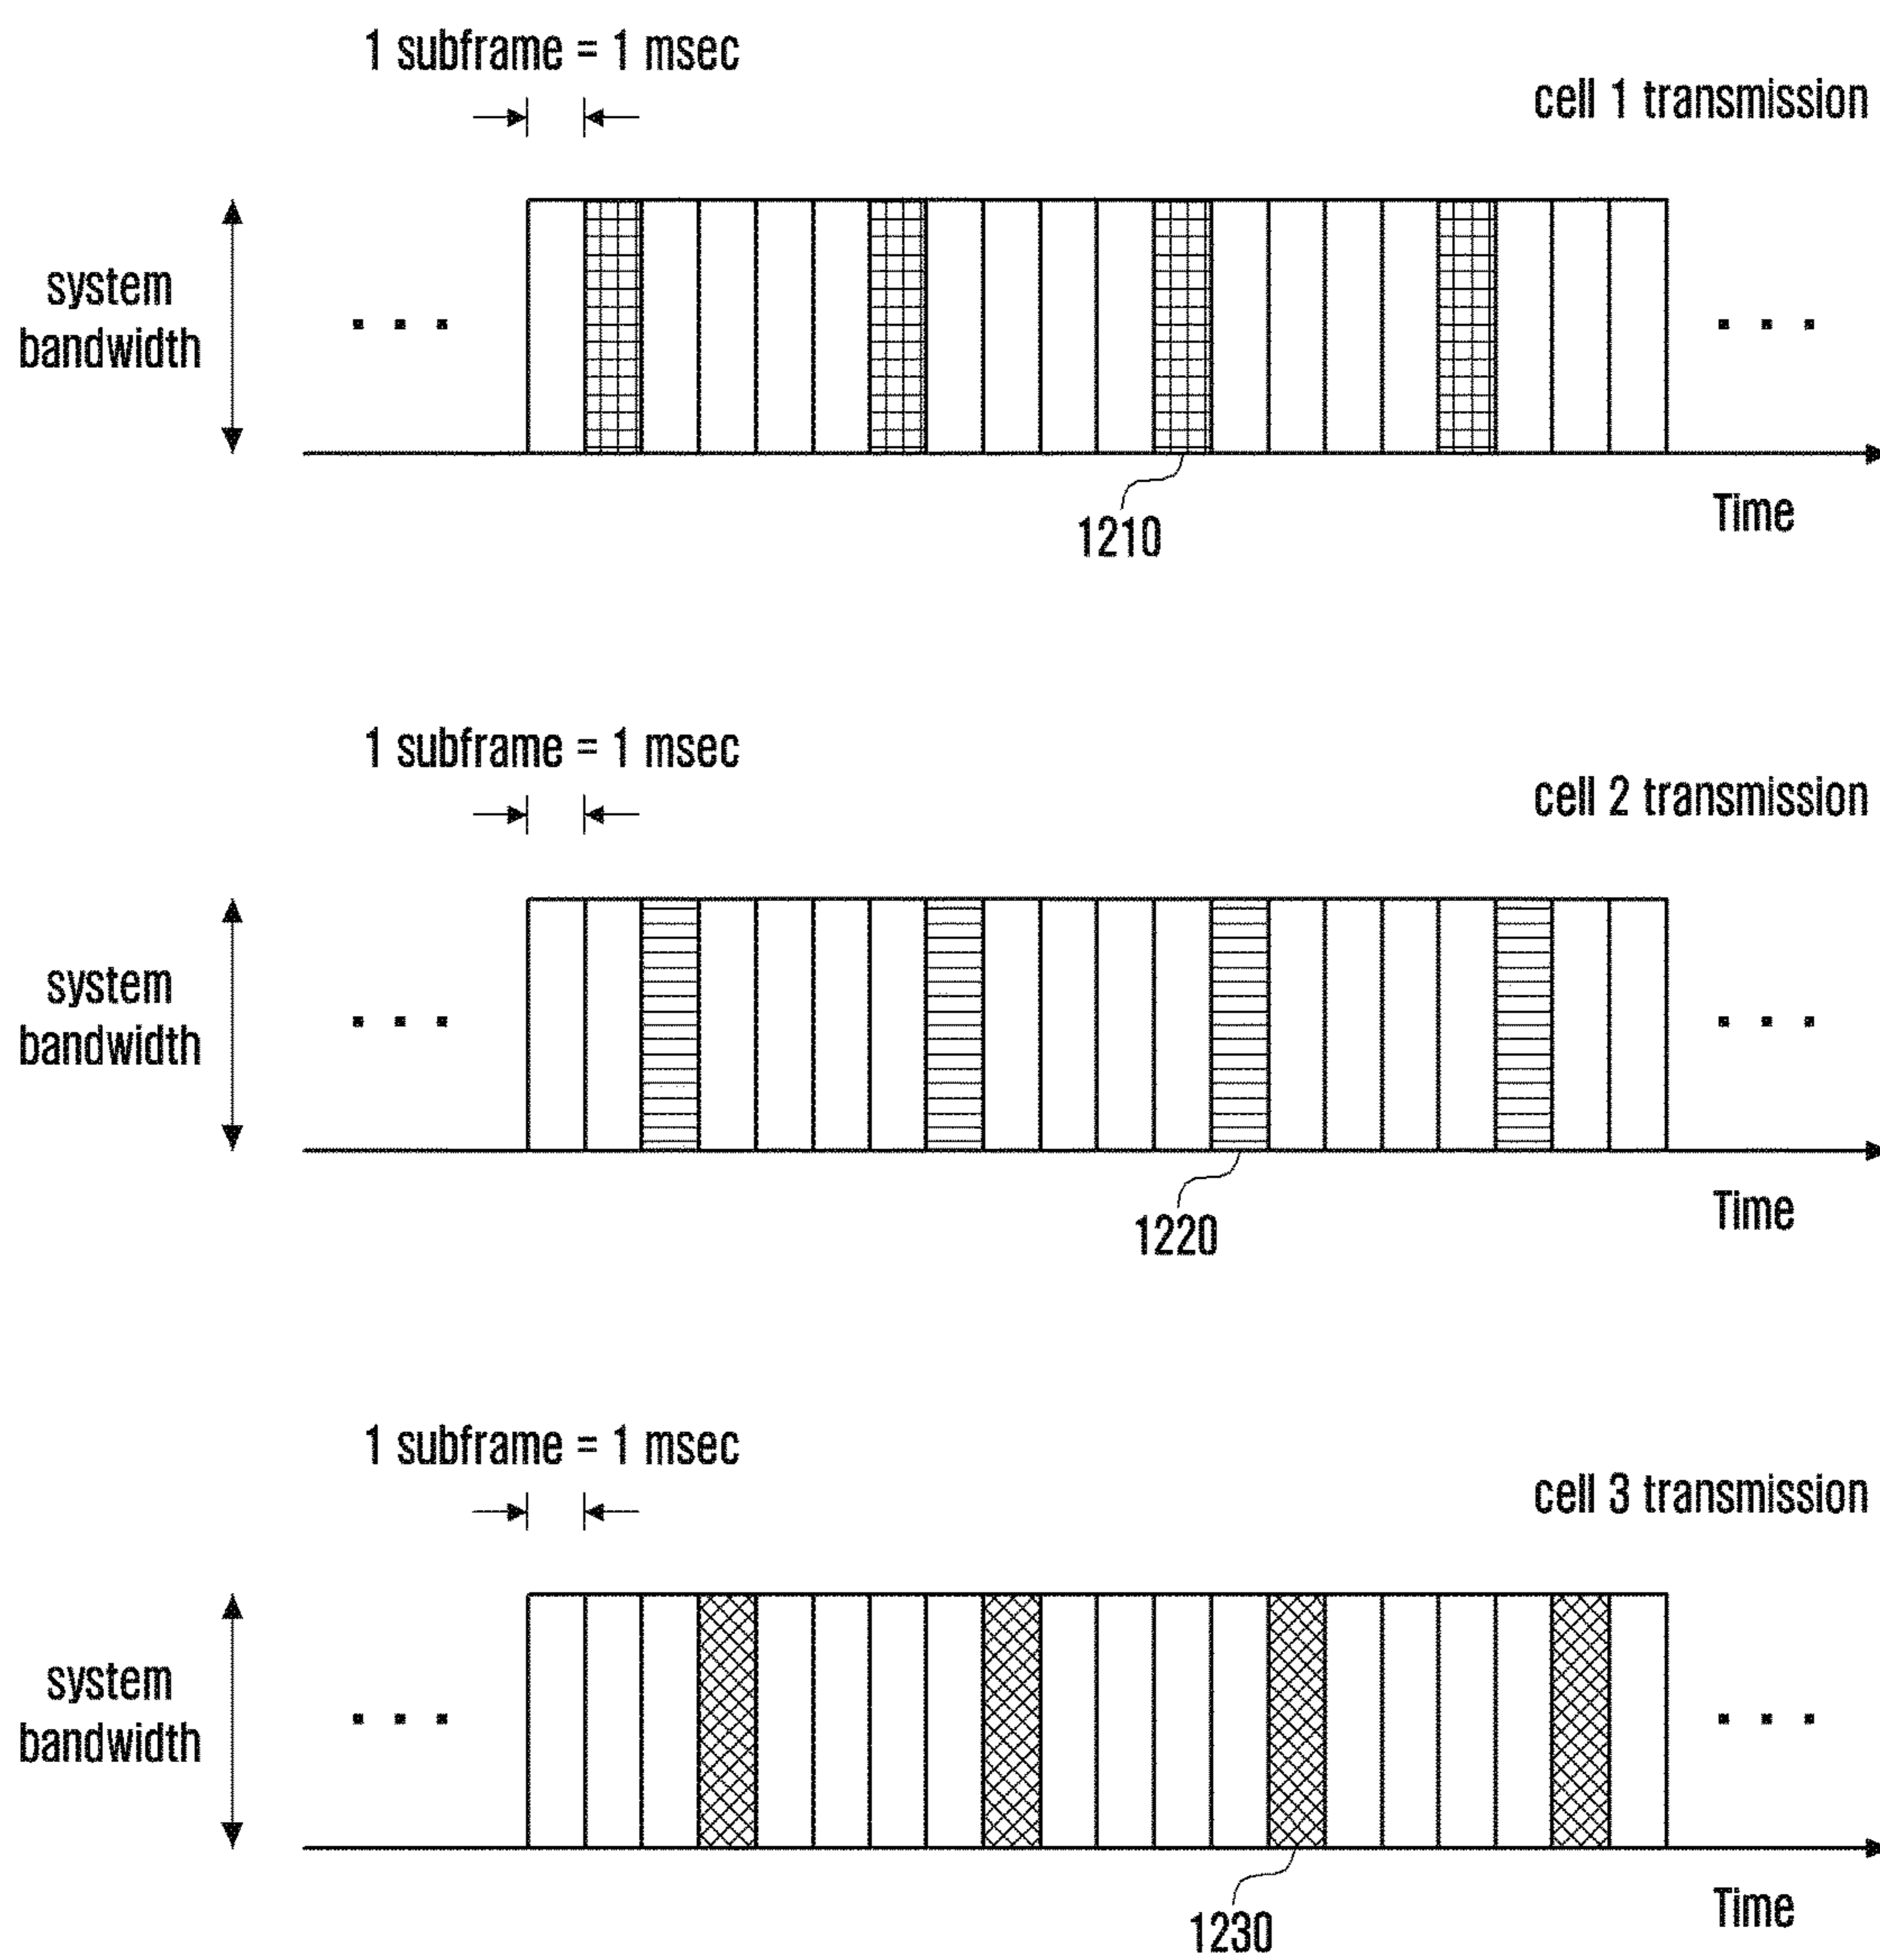 1 subframe = 1 msec
cell 1 transmission
system
bandwidth
. . .
. . .
Time
1210
1 subframe = 1 msec
cell 2 transmission
system
bandwidth
. . .
. . .
Time
1220
1 subframe = 1 msec
cell 3 transmission
system
bandwidth
. . .
. . .
Time
1230